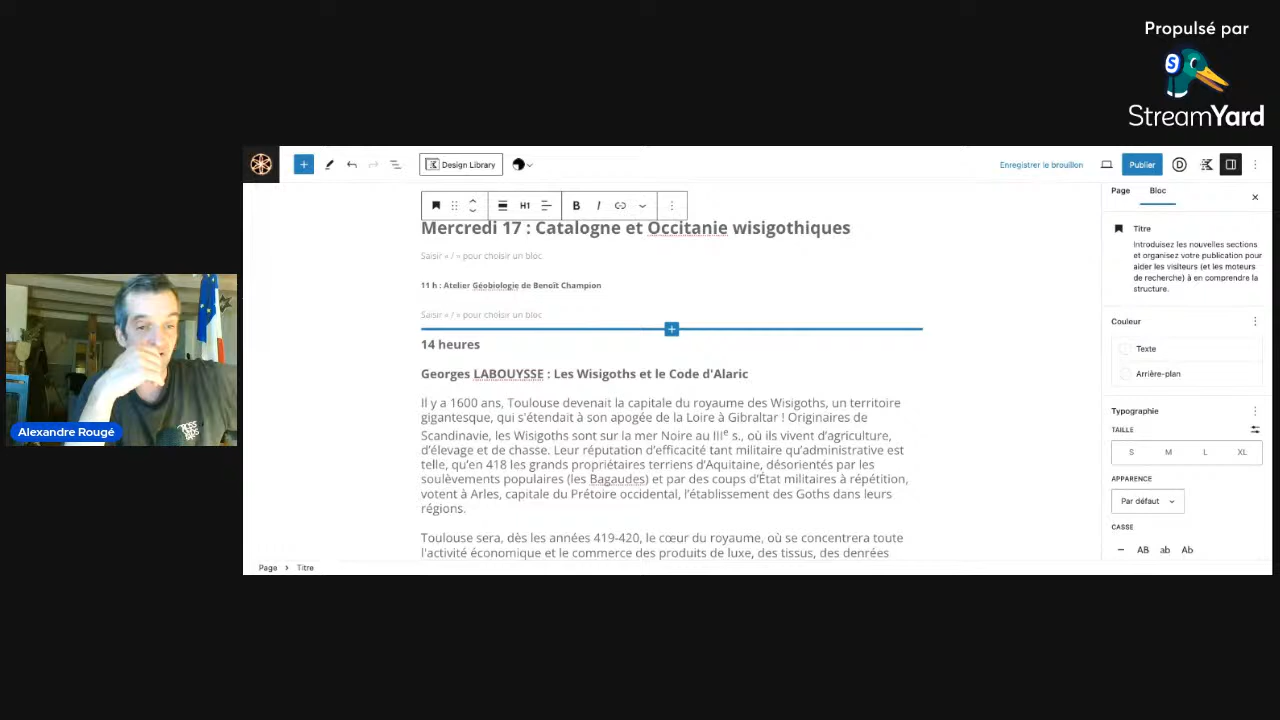 Propulsé par
StreamYard
Design Library
Enregistrer le brouillon
Publier
H1
B
I
Mercredi 17 : Catalogne et Occitanie wisigothiques
Saisir « / » pour choisir un bloc
11 h : Atelier Géobiologie de Benoît Champion
Saisir « / » pour choisir un bloc
14 heures
Georges LABOUYSSE : Les Wisigoths et le Code d'Alaric
Il y a 1600 ans, Toulouse devenait la capitale du royaume des Wisigoths, un territoire
gigantesque, qui s'étendait à son apogée de la Loire à Gibraltar ! Originaires de
Scandinavie, les Wisigoths sont sur la mer Noire au IIIe s., où ils vivent d'agriculture,
d'élevage et de chasse. Leur réputation d'efficacité tant militaire qu'administrative est
telle, qu'en 418 les grands propriétaires terriens d'Aquitaine, désorientés par les
soulèvements populaires (les Bagaudes) et par des coups d'État militaires à répétition,
votent à Arles, capitale du Prétoire occidental, l'établissement des Goths dans leurs
régions.
Toulouse sera, dès les années 419-420, le cœur du royaume, où se concentrera toute
l'activité économique et le commerce des produits de luxe, des tissus, des denrées
Page
Bloc
Titre
Introduisez les nouvelles sections
et organisez votre publication pour
aider les visiteurs (et les moteurs
de recherche) à en comprendre la
structure.
Couleur
Texte
Arrière-plan
Typographie
TAILLE
S
M
L
XL
APPARENCE
Par défaut
CASSE
AB
ab
Ab
Page
Titre
Alexandre Rougé